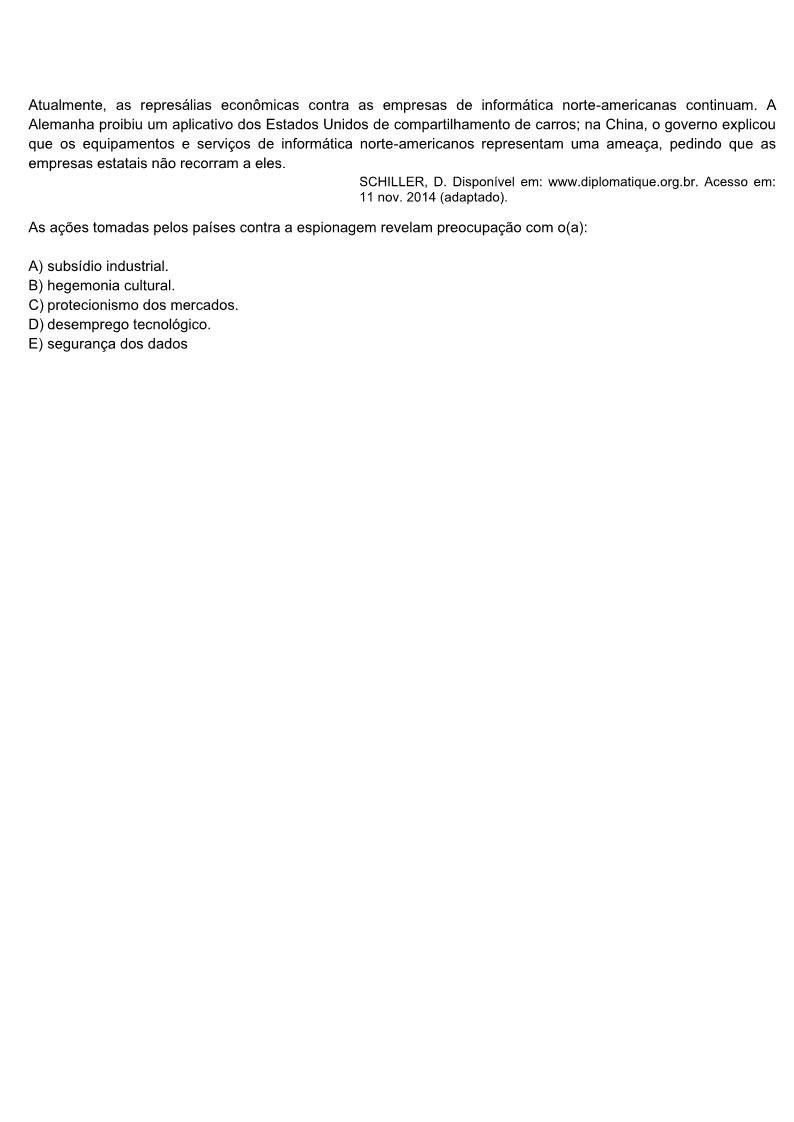 Atualmente, as represálias econômicas contra as empresas de informática norte-americanas continuam. A
Alemanha proibiu um aplicativo dos Estados Unidos de compartilhamento de carros; na China, o governo explicou
que os equipamentos e serviços de informática norte-americanos representam uma ameaça, pedindo que as
empresas estatais não recorram a eles.
SCHILLER, D. Disponível em: www.diplomatique.org.br. Acesso em:
11 nov. 2014 (adaptado).
As ações tomadas pelos países contra a espionagem revelam preocupação com o(a):
A) subsídio industrial.
B) hegemonia cultural.
C) protecionismo dos mercados.
D) desemprego tecnológico.
E) segurança dos dados